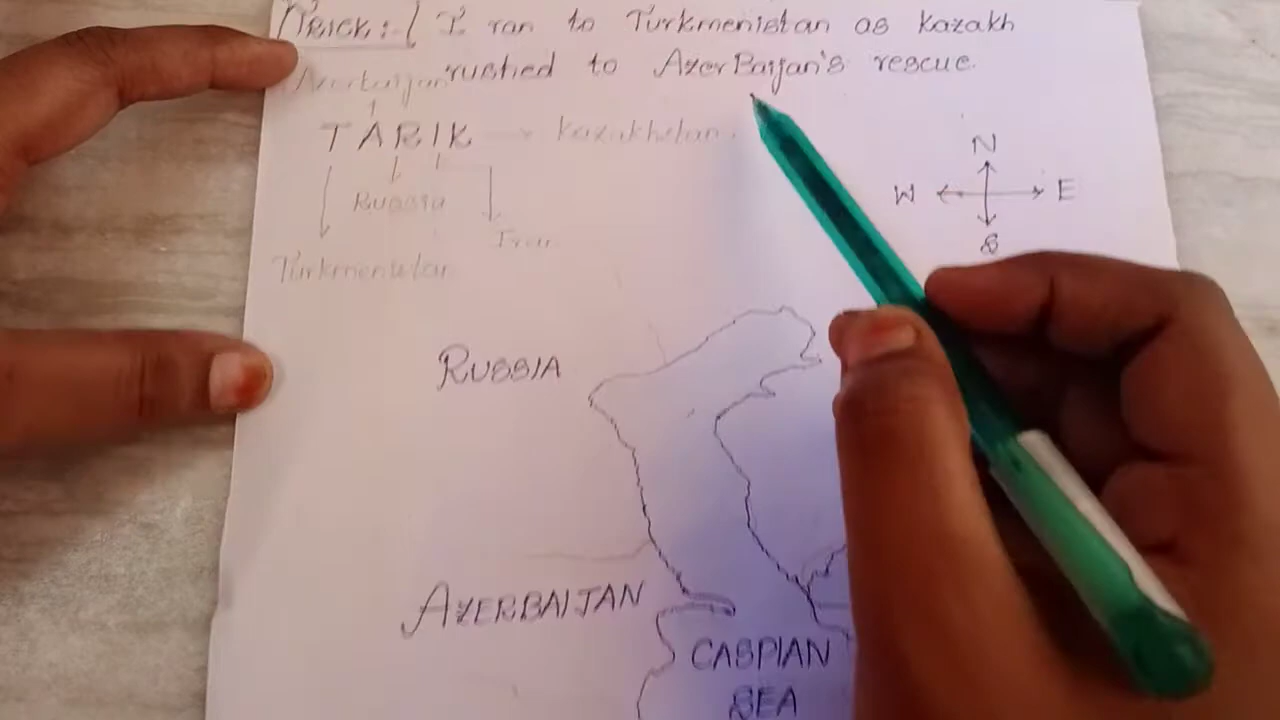 TRICK:-( I ran to Turkmenistan as kazakh
rushed to AzerBaijan's rescue.
Azerbaijan
TARIK → kazakhstan.
Russia
Iran
Turkmenistan
N
W E
S
RUSSIA
AZERBAIJAN
CASPIAN
SEA